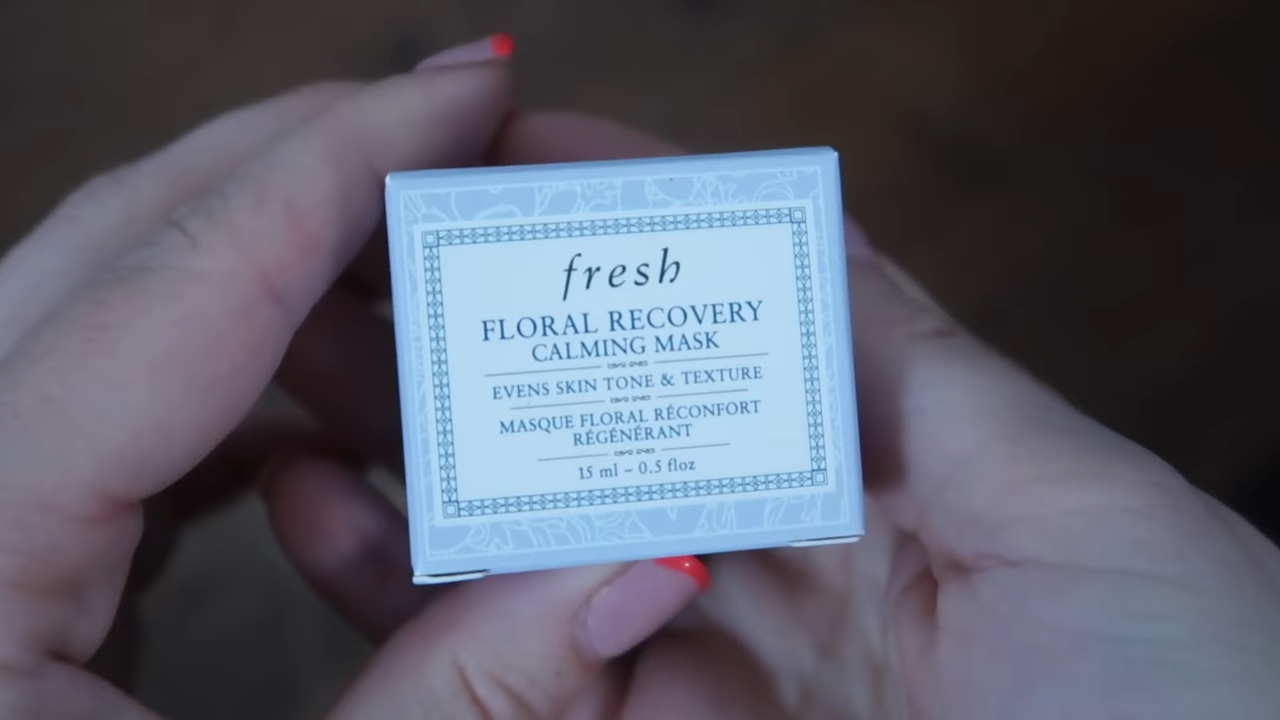 fresh
FLORAL RECOVERY
CALMING MASK
EVENS SKIN TONE & TEXTURE
MASQUE FLORAL RÉCONFORT
RÉGÉNÉRANT
15 ml – 0.5 floz